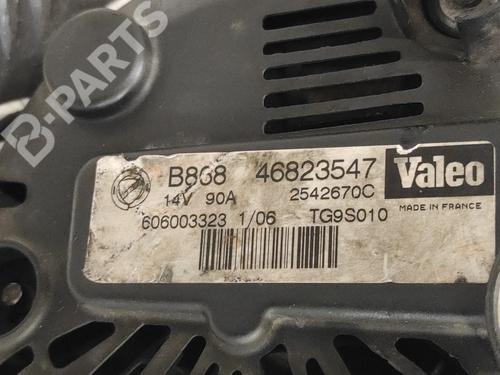 B-PARTS
B868 46823547 Valeo
14V 90A 2542670C MADE IN FRANCE
606003323 1/06 TG9S010